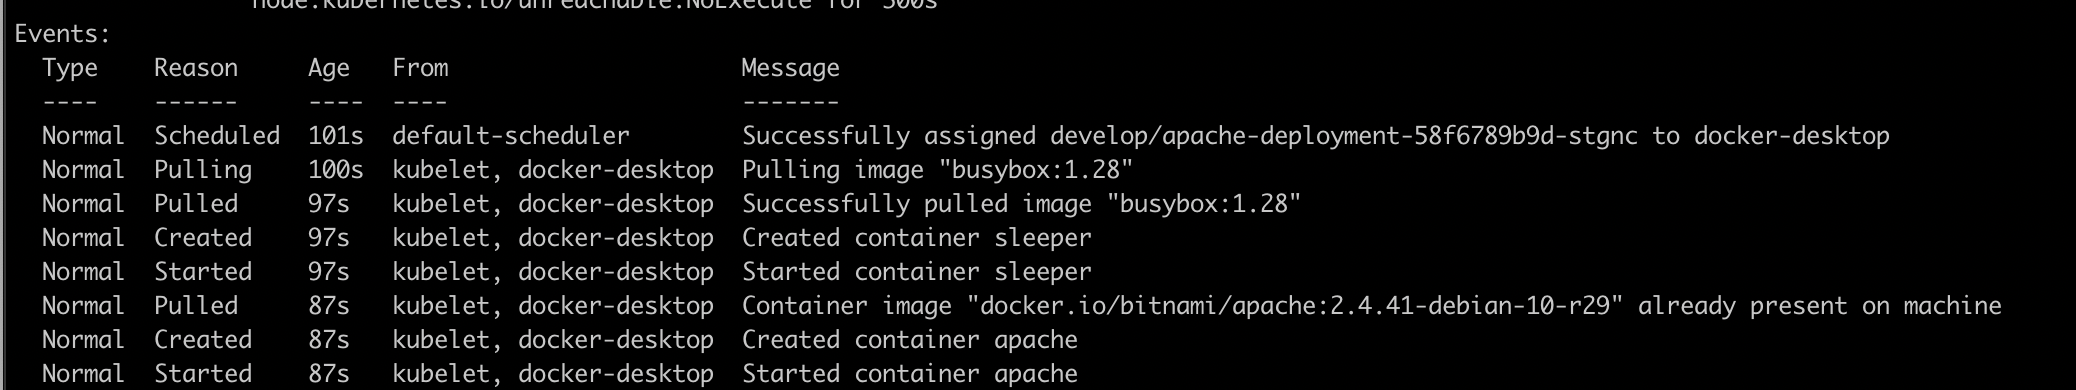 node.kubernetes.io/unreachable:NoExecute for 300s
Events:
  Type    Reason     Age   From                     Message
  ----    ------     ----  ----                     -------
  Normal  Scheduled  101s  default-scheduler        Successfully assigned develop/apache-deployment-58f6789b9d-stgnc to docker-desktop
  Normal  Pulling    100s  kubelet, docker-desktop  Pulling image "busybox:1.28"
  Normal  Pulled     97s   kubelet, docker-desktop  Successfully pulled image "busybox:1.28"
  Normal  Created    97s   kubelet, docker-desktop  Created container sleeper
  Normal  Started    97s   kubelet, docker-desktop  Started container sleeper
  Normal  Pulled     87s   kubelet, docker-desktop  Container image "docker.io/bitnami/apache:2.4.41-debian-10-r29" already present on machine
  Normal  Created    87s   kubelet, docker-desktop  Created container apache
  Normal  Started    87s   kubelet, docker-desktop  Started container apache